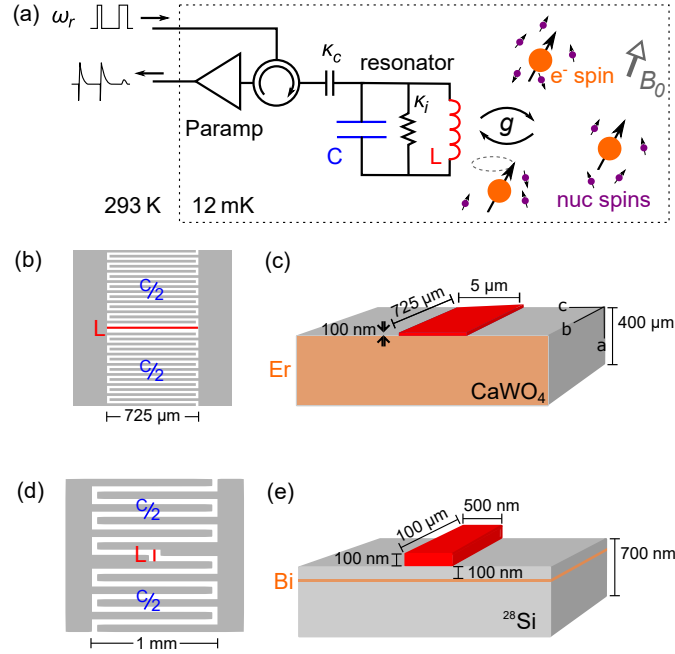 (a)
ω_r
κ_c
resonator
e⁻ spin
B₀
Paramp
κ_i
C
L
g
nuc spins
293 K
12 mK
(b)
C/2
L
C/2
725 µm
(c)
725 µm
5 µm
100 nm
c
b
a
400 µm
Er
CaWO₄
(d)
C/2
L
C/2
1 mm
(e)
500 nm
100 µm
700 nm
100 nm
100 nm
Bi
²⁸Si